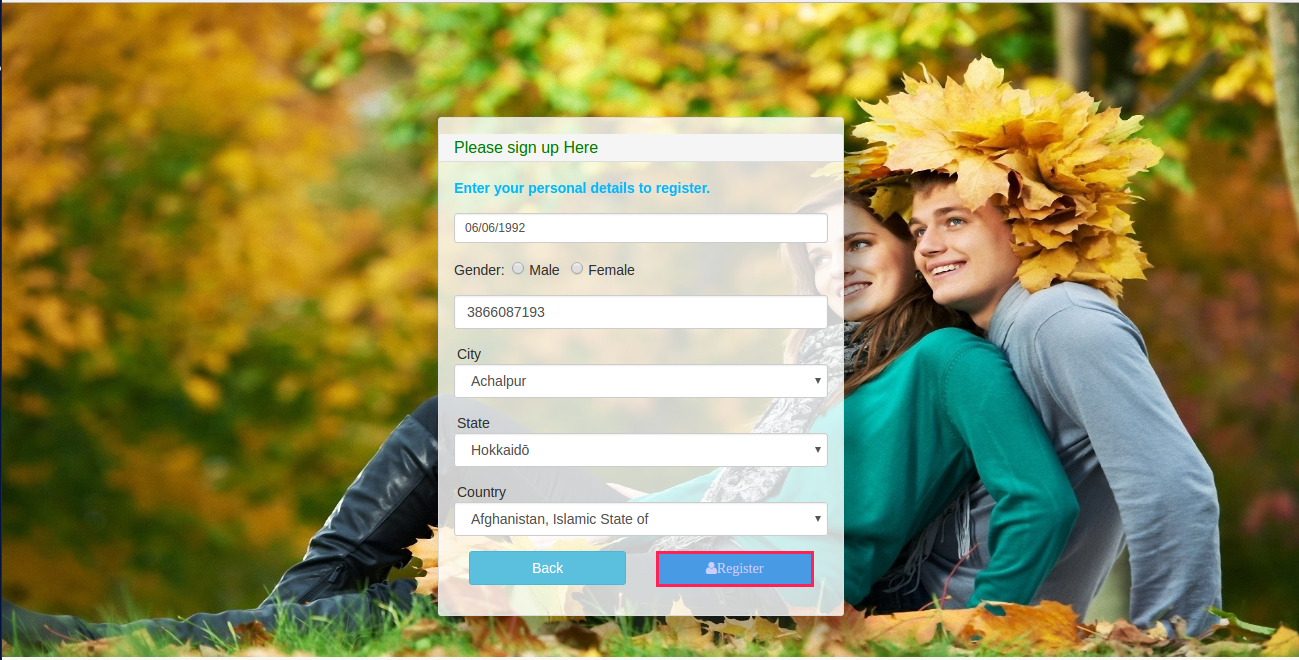 Please sign up Here
Enter your personal details to register.
06/06/1992
Gender: Male Female
3866087193
City
Achalpur
State
Hokkaidō
Country
Afghanistan, Islamic State of
Back Register